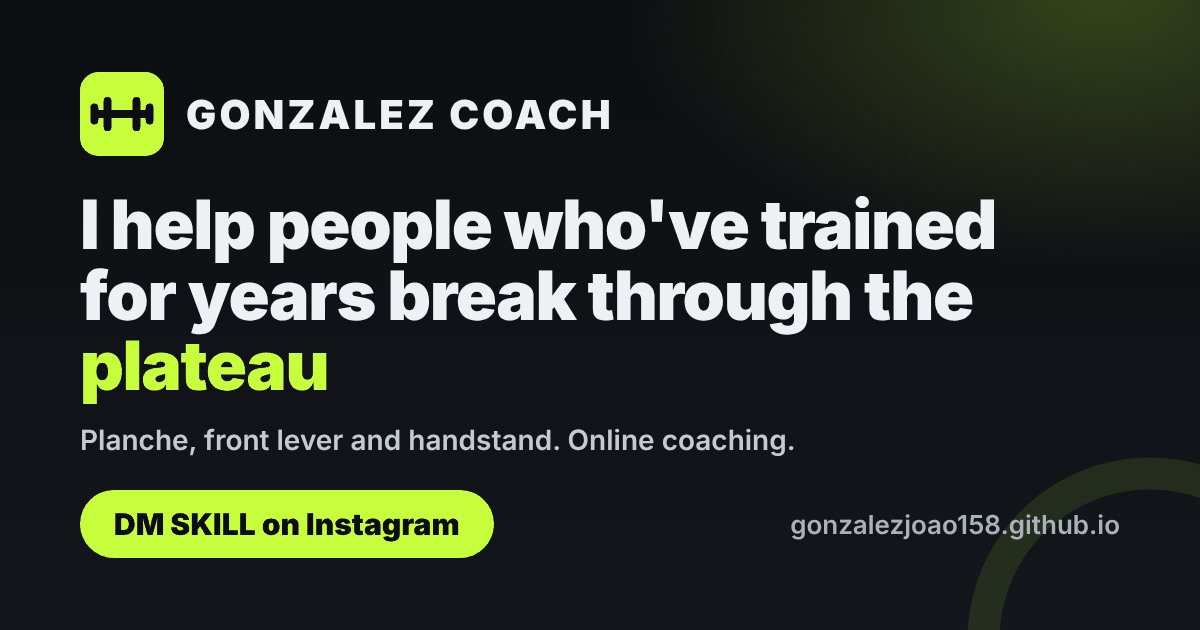 GONZALEZ COACH
I help people who've trained
for years break through the
plateau
Planche, front lever and handstand. Online coaching.
DM SKILL on Instagram
gonzalezjoao158.github.io